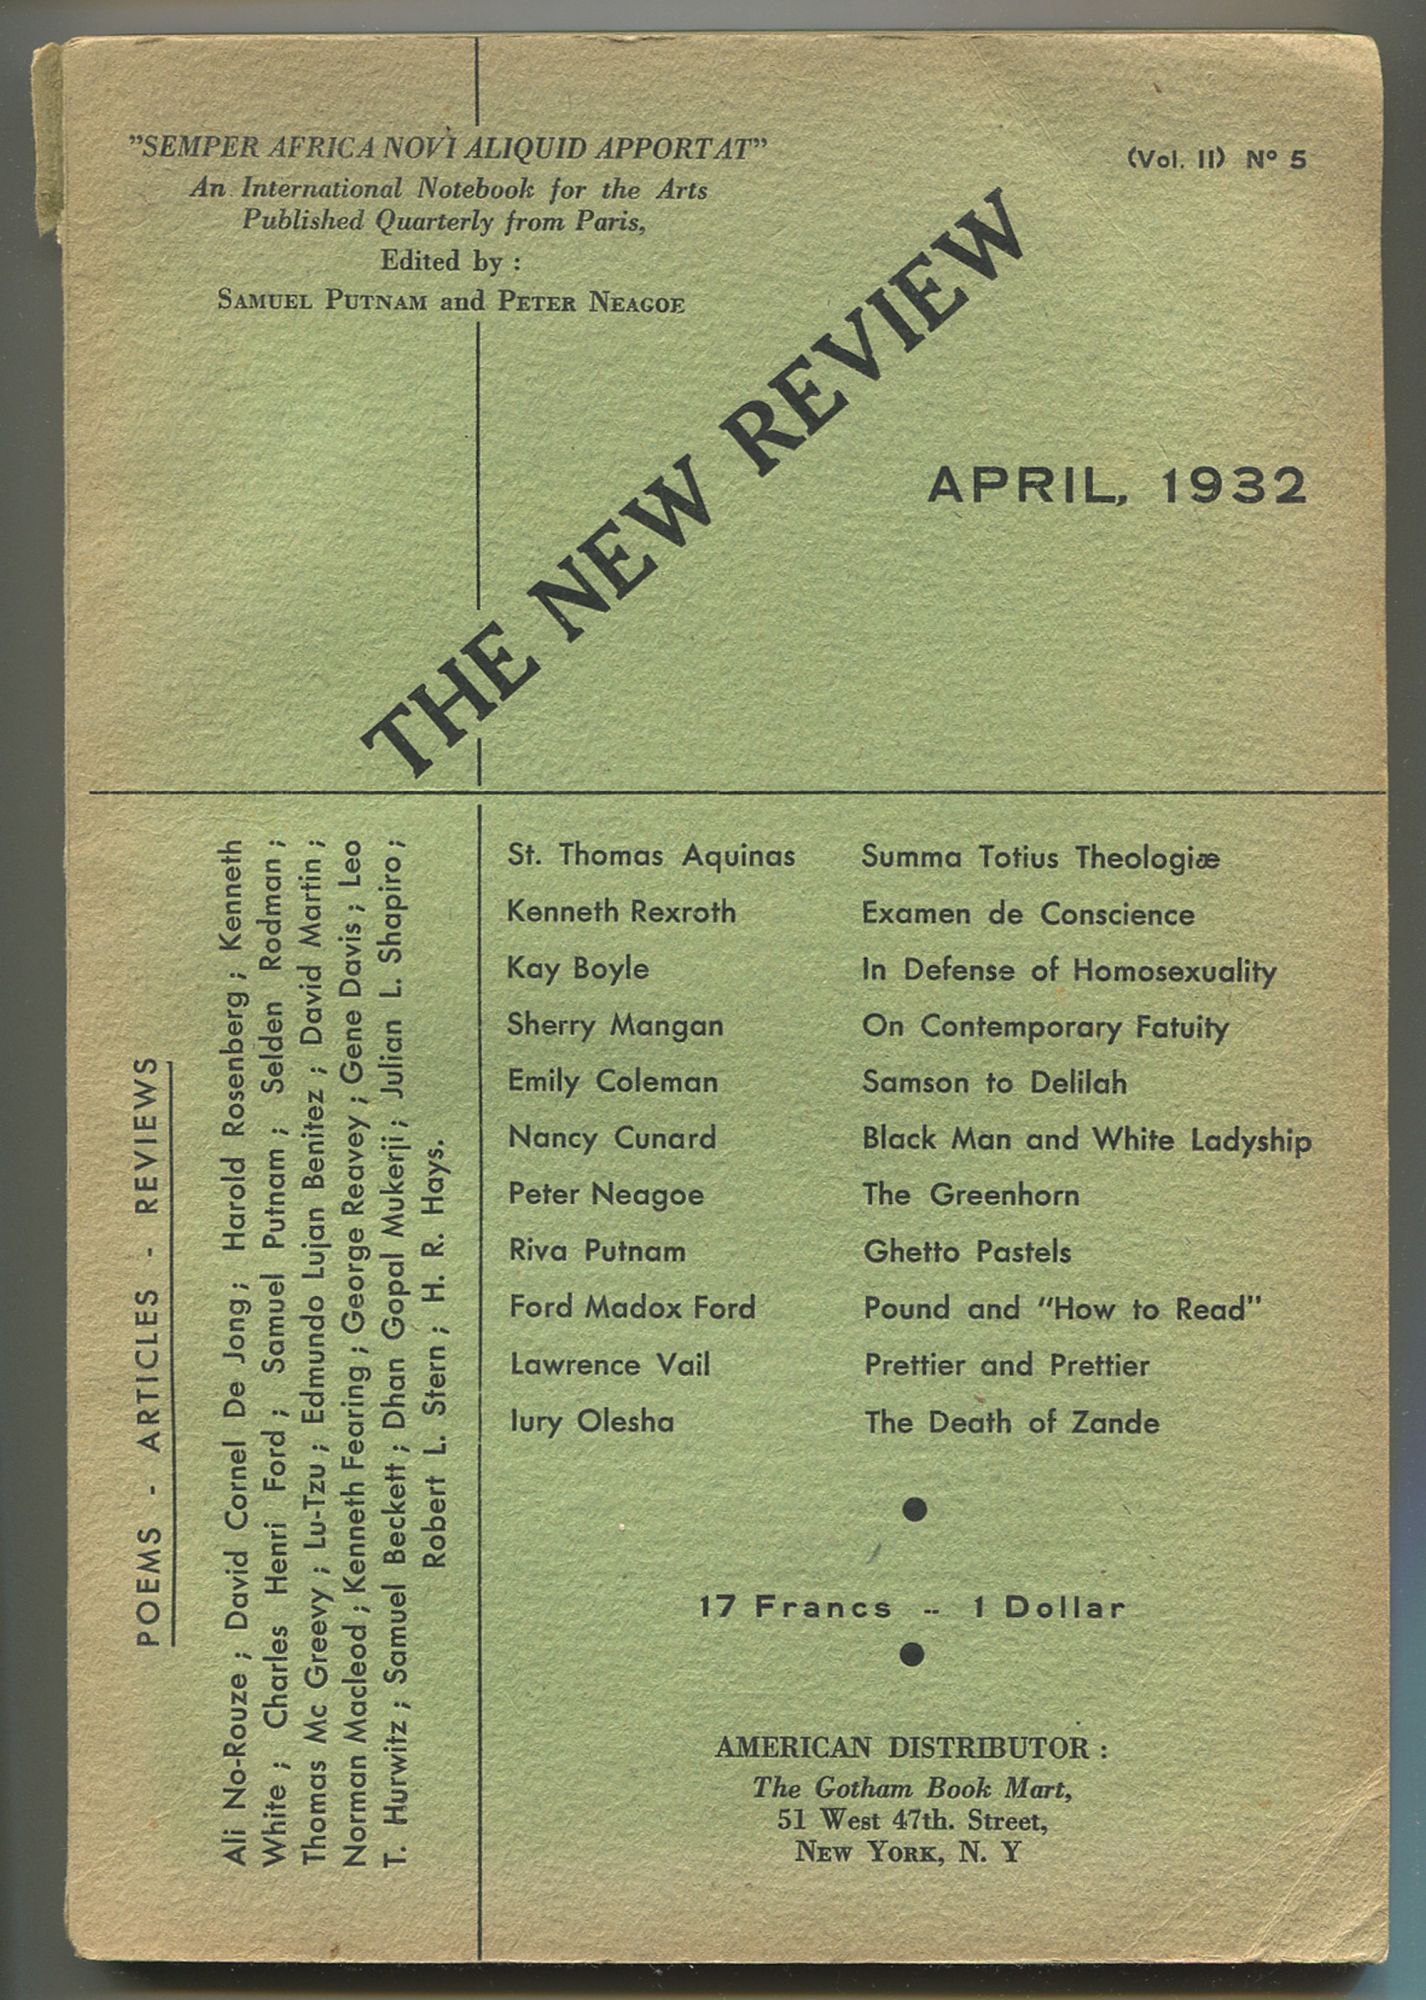 "SEMPER AFRICA NOVI ALIQUID APPORTAT"
An International Notebook for the Arts
Published Quarterly from Paris,
Edited by :
SAMUEL PUTNAM and PETER NEAGOE
(Vol. II) Nº 5
THE NEW REVIEW
APRIL, 1932
POEMS - ARTICLES - REVIEWS
Ali No-Rouze ; David Cornel De Jong ; Harold Rosenberg ; Kenneth
White ; Charles Henri Ford ; Samuel Putnam ; Selden Rodman ;
Thomas Mc Greevy ; Lu-Tzu ; Edmundo Lujan Benitez ; David Martin ;
Norman Macleod ; Kenneth Fearing ; George Reavey ; Gene Davis ; Leo
T. Hurwitz ; Samuel Beckett ; Dhan Gopal Mukerji ; Julian L. Shapiro ;
Robert L. Stern ; H. R. Hays.
St. Thomas Aquinas Summa Totius Theologiæ
Kenneth Rexroth Examen de Conscience
Kay Boyle In Defense of Homosexuality
Sherry Mangan On Contemporary Fatuity
Emily Coleman Samson to Delilah
Nancy Cunard Black Man and White Ladyship
Peter Neagoe The Greenhorn
Riva Putnam Ghetto Pastels
Ford Madox Ford Pound and "How to Read"
Lawrence Vail Prettier and Prettier
Iury Olesha The Death of Zande
17 Francs -- 1 Dollar
AMERICAN DISTRIBUTOR :
The Gotham Book Mart,
51 West 47th. Street,
NEW YORK, N. Y